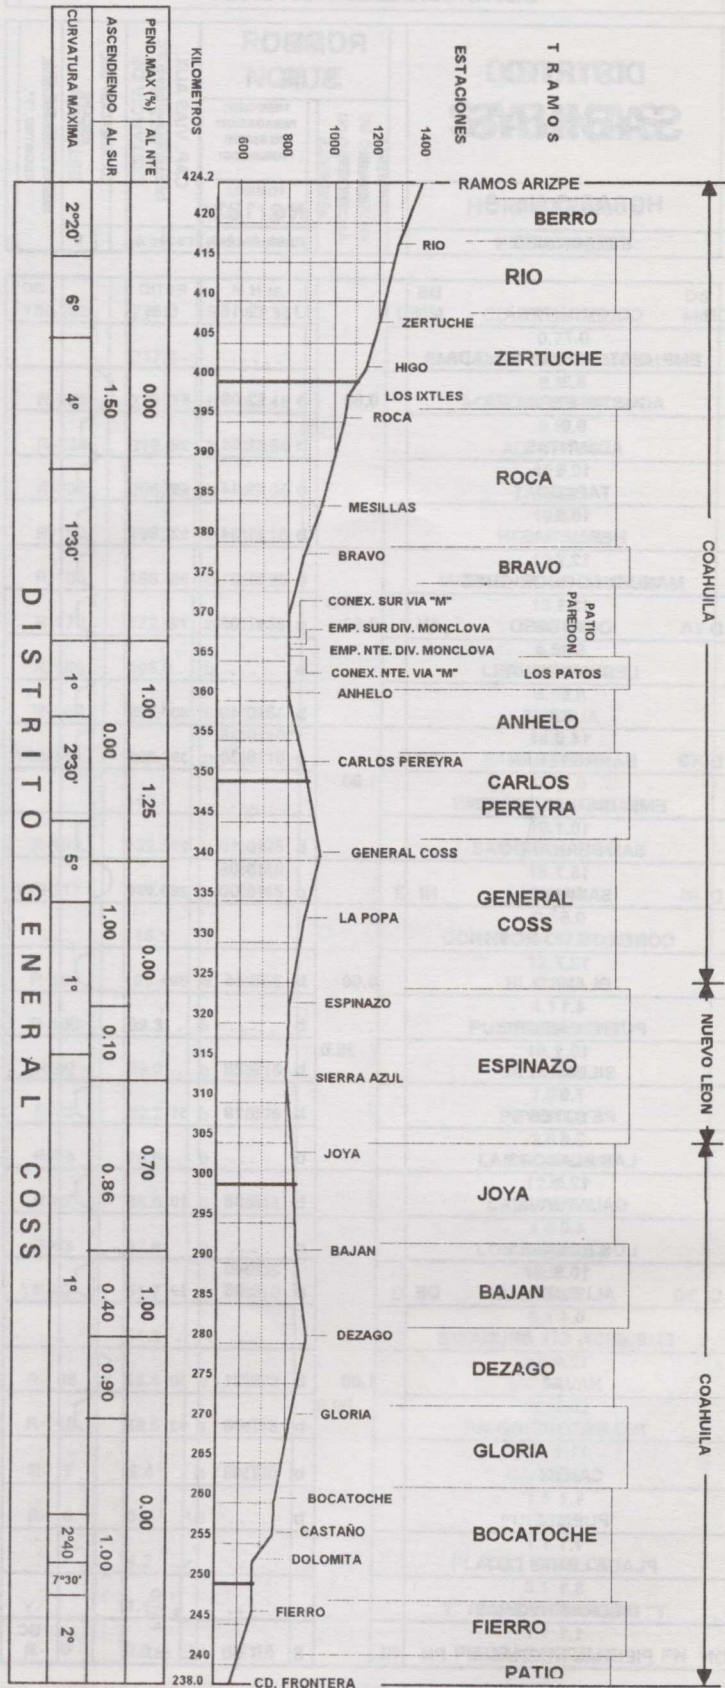 TRAMOS
ESTACIONES
1400
1200
1000
800
600
KILOMETROS
PEND.MAX (%) AL NTE
ASCENDIENDO AL SUR
CURVATURA MAXIMA
424.2
420
415
410
405
400
395
390
385
380
375
370
365
360
355
350
345
340
335
330
325
320
315
310
305
300
295
290
285
280
275
270
265
260
255
250
245
240
238.0
RAMOS ARIZPE
RIO
ZERTUCHE
HIGO
LOS IXTLES
ROCA
MESILLAS
BRAVO
CONEX. SUR VIA "M"
EMP. SUR DIV. MONCLOVA
EMP. NTE. DIV. MONCLOVA
CONEX. NTE. VIA "M"
ANHELO
CARLOS PEREYRA
GENERAL COSS
LA POPA
ESPINAZO
SIERRA AZUL
JOYA
BAJAN
DEZAGO
GLORIA
BOCATOCHE
CASTAÑO
DOLOMITA
FIERRO
CD. FRONTERA
BERRO
RIO
ZERTUCHE
ROCA
BRAVO
PATIO
PAREDON
LOS PATOS
ANHELO
CARLOS
PEREYRA
GENERAL
COSS
ESPINAZO
JOYA
BAJAN
DEZAGO
GLORIA
BOCATOCHE
FIERRO
PATIO
COAHUILA
NUEVO LEON
COAHUILA
0.00
1.00
1.25
0.00
0.70
1.00
0.00
1.50
0.00
1.00
0.10
0.86
0.40
0.90
1.00
2°20'
6°
4°
1°30'
1°
2°30'
5°
1°
1°
2°40
7°30'
2°
DISTRITO GENERAL COSS